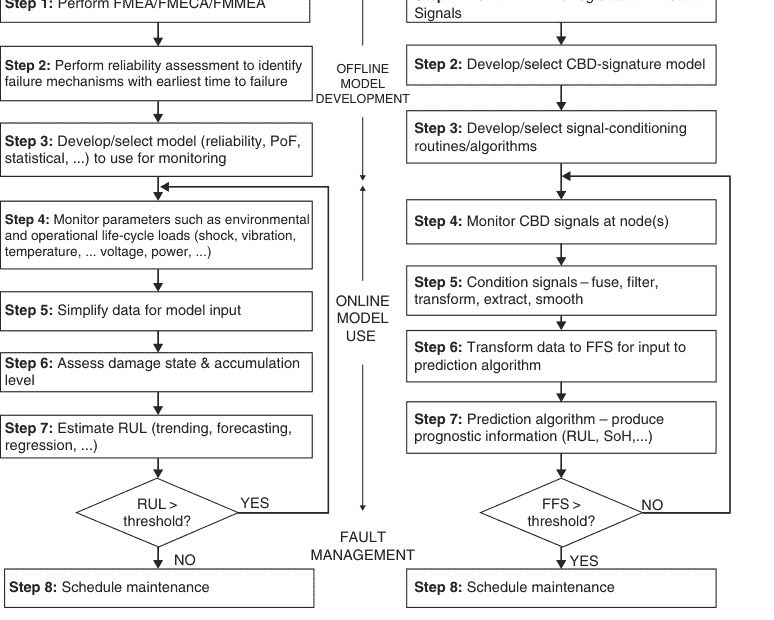 Step 1: Perform FMEA/FMECA/FMMEA
Step 2: Perform reliability assessment to identify
failure mechanisms with earliest time to failure
Step 3: Develop/select model (reliability, PoF,
statistical, ...) to use for monitoring
Step 4: Monitor parameters such as environmental
and operational life-cycle loads (shock, vibration,
temperature, ... voltage, power, ...)
Step 5: Simplify data for model input
Step 6: Assess damage state & accumulation
level
Step 7: Estimate RUL (trending, forecasting,
regression, ...)
RUL >
threshold?
YES
NO
Step 8: Schedule maintenance
OFFLINE
MODEL
DEVELOPMENT
ONLINE
MODEL
USE
FAULT
MANAGEMENT
Signals
Step 2: Develop/select CBD-signature model
Step 3: Develop/select signal-conditioning
routines/algorithms
Step 4: Monitor CBD signals at node(s)
Step 5: Condition signals – fuse, filter,
transform, extract, smooth
Step 6: Transform data to FFS for input to
prediction algorithm
Step 7: Prediction algorithm – produce
prognostic information (RUL, SoH,...)
FFS >
threshold?
NO
YES
Step 8: Schedule maintenance